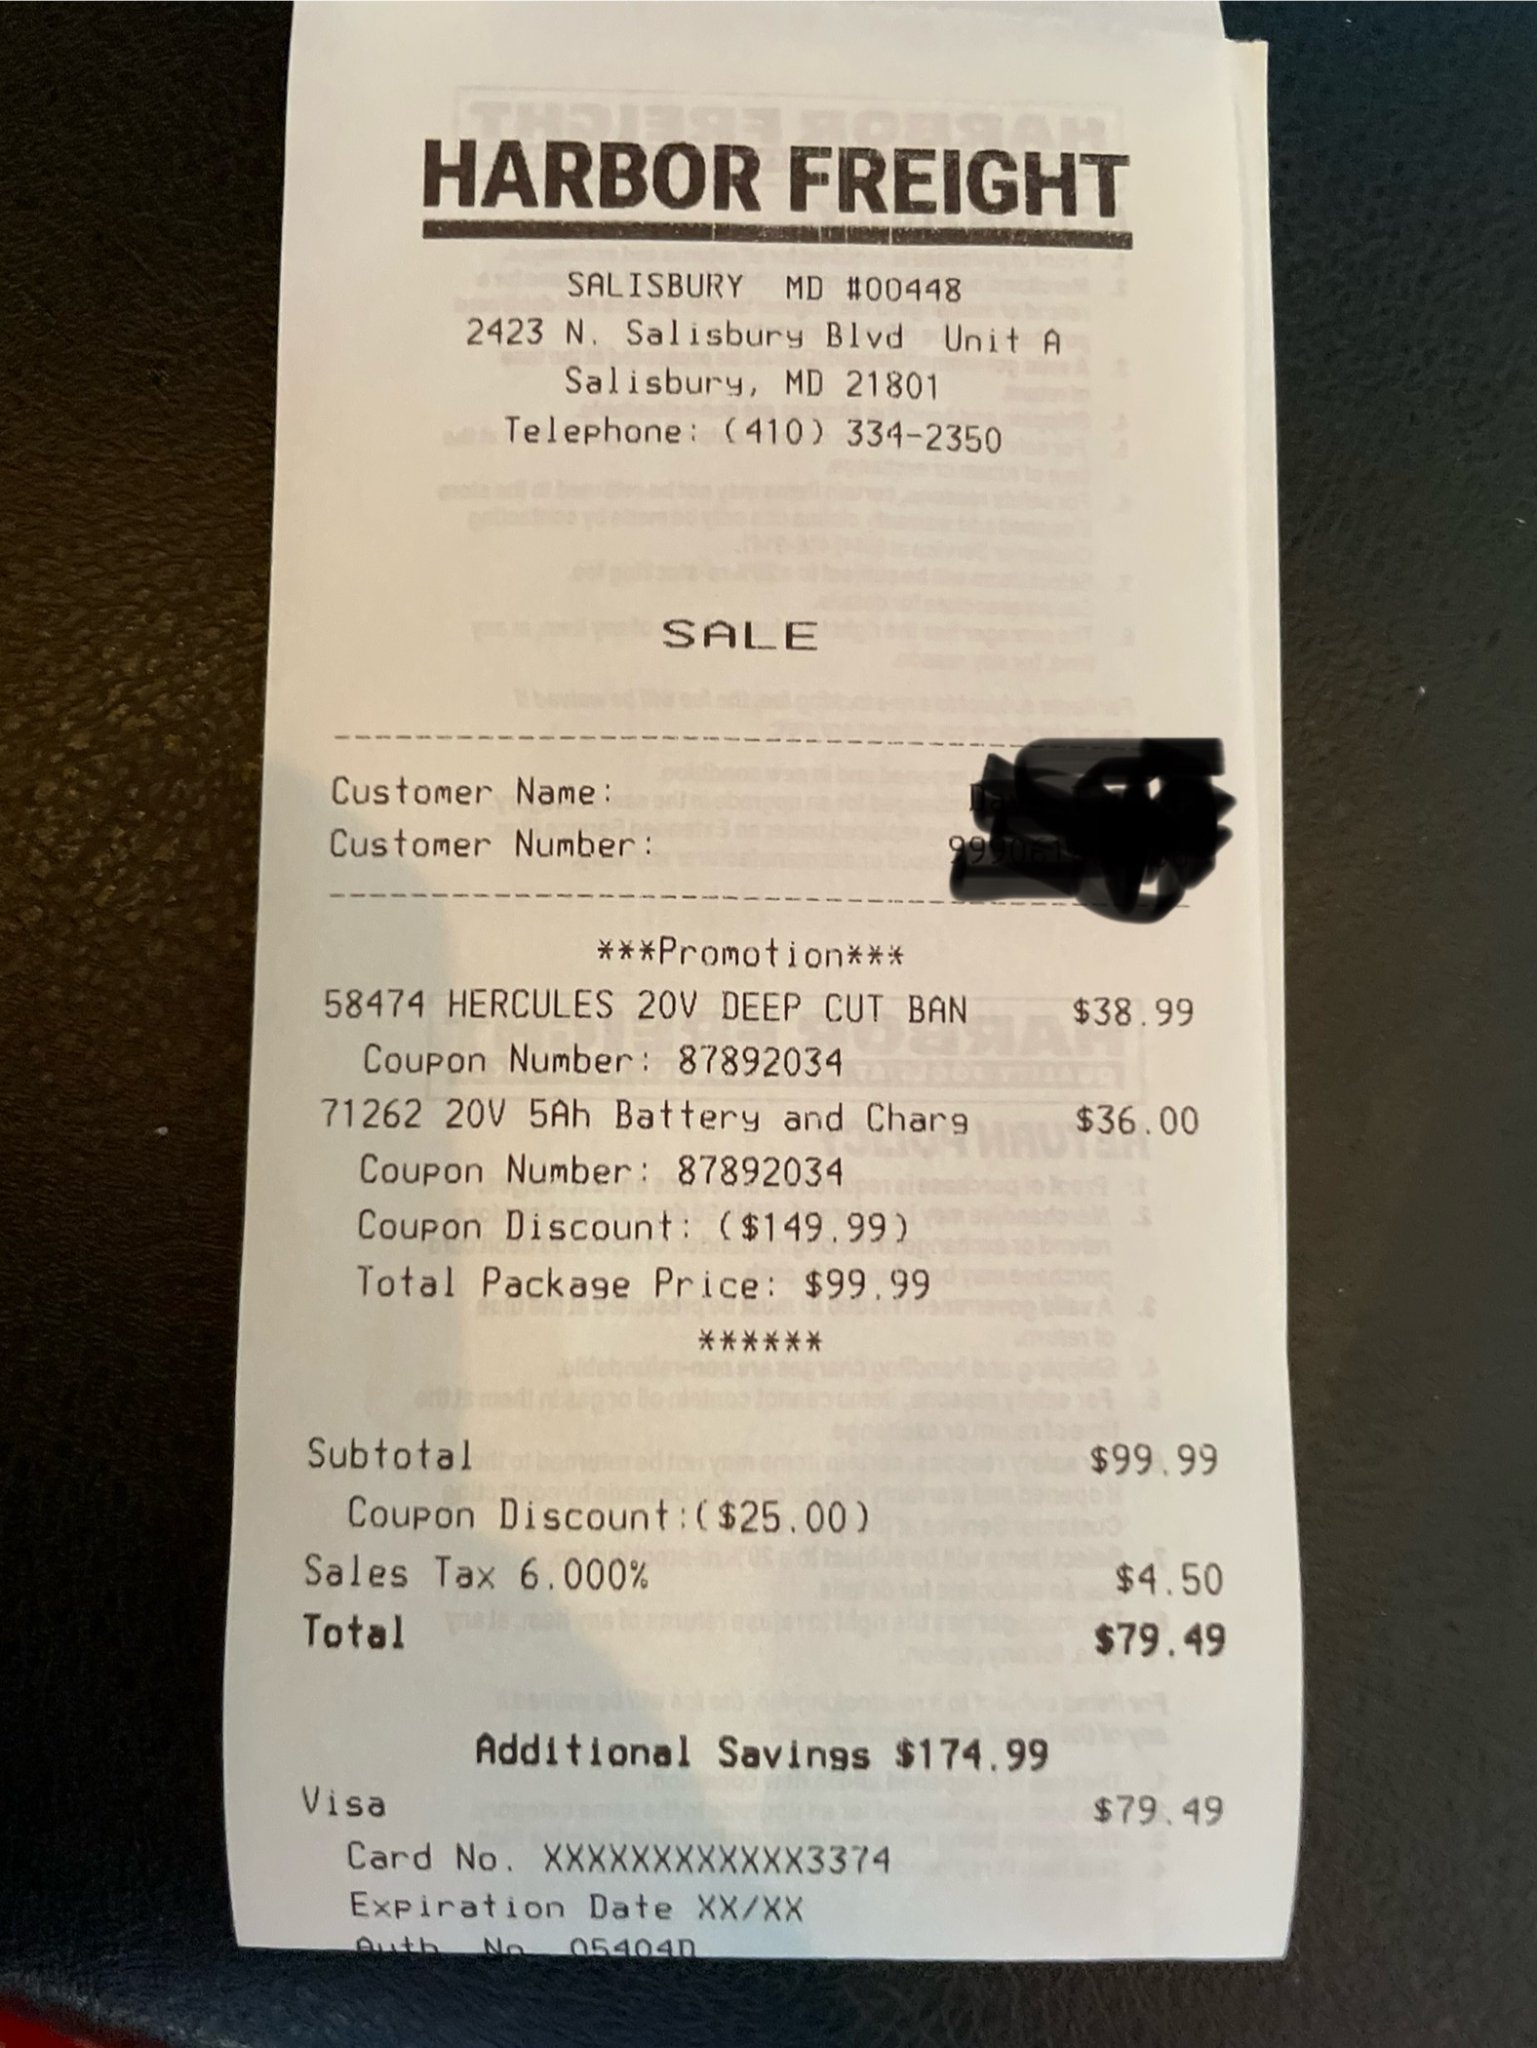 HARBOR FREIGHT
SALISBURY MD #00448
2423 N. Salisbury Blvd Unit A
Salisbury, MD 21801
Telephone: (410) 334-2350
SALE
Customer Name:
Customer Number:
***Promotion***
58474 HERCULES 20V DEEP CUT BAN $38.99
Coupon Number: 87892034
71262 20V 5Ah Battery and Charg $36.00
Coupon Number: 87892034
Coupon Discount: ($149.99)
Total Package Price: $99.99
******
Subtotal $99.99
Coupon Discount:($25.00)
Sales Tax 6.000% $4.50
Total $79.49
Additional Savings $174.99
Visa $79.49
Card No. XXXXXXXXXXXX3374
Expiration Date XX/XX
Auth. No. 05404D